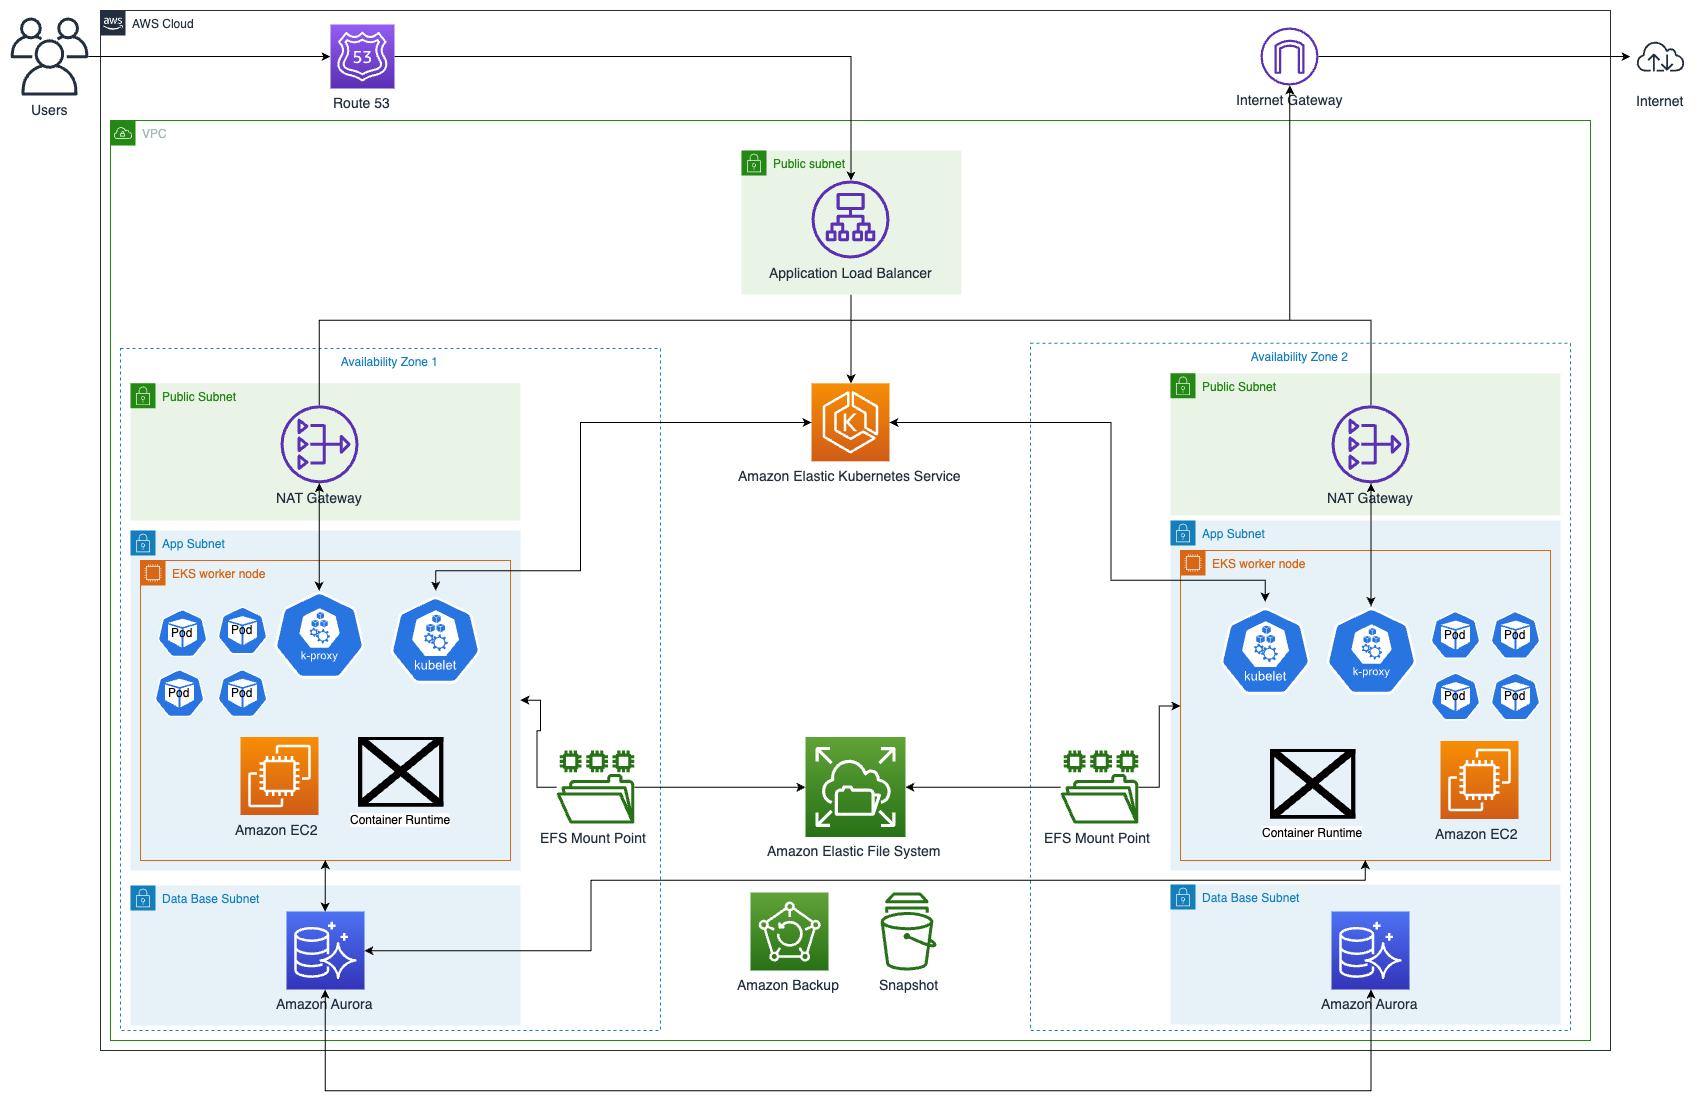 aws
AWS Cloud
Users
53
Route 53
Internet Gateway
Internet
VPC
Public subnet
Application Load Balancer
Availability Zone 1
Availability Zone 2
Public Subnet
Public Subnet
K
NAT Gateway
Amazon Elastic Kubernetes Service
NAT Gateway
App Subnet
App Subnet
EKS worker node
EKS worker node
Pod
Pod
k-proxy
kubelet
Pod
Pod
kubelet
k-proxy
Pod
Pod
Pod
Pod
Amazon EC2
Container Runtime
EFS Mount Point
Amazon Elastic File System
EFS Mount Point
Container Runtime
Amazon EC2
Data Base Subnet
Data Base Subnet
Amazon Aurora
Amazon Backup
Snapshot
Amazon Aurora